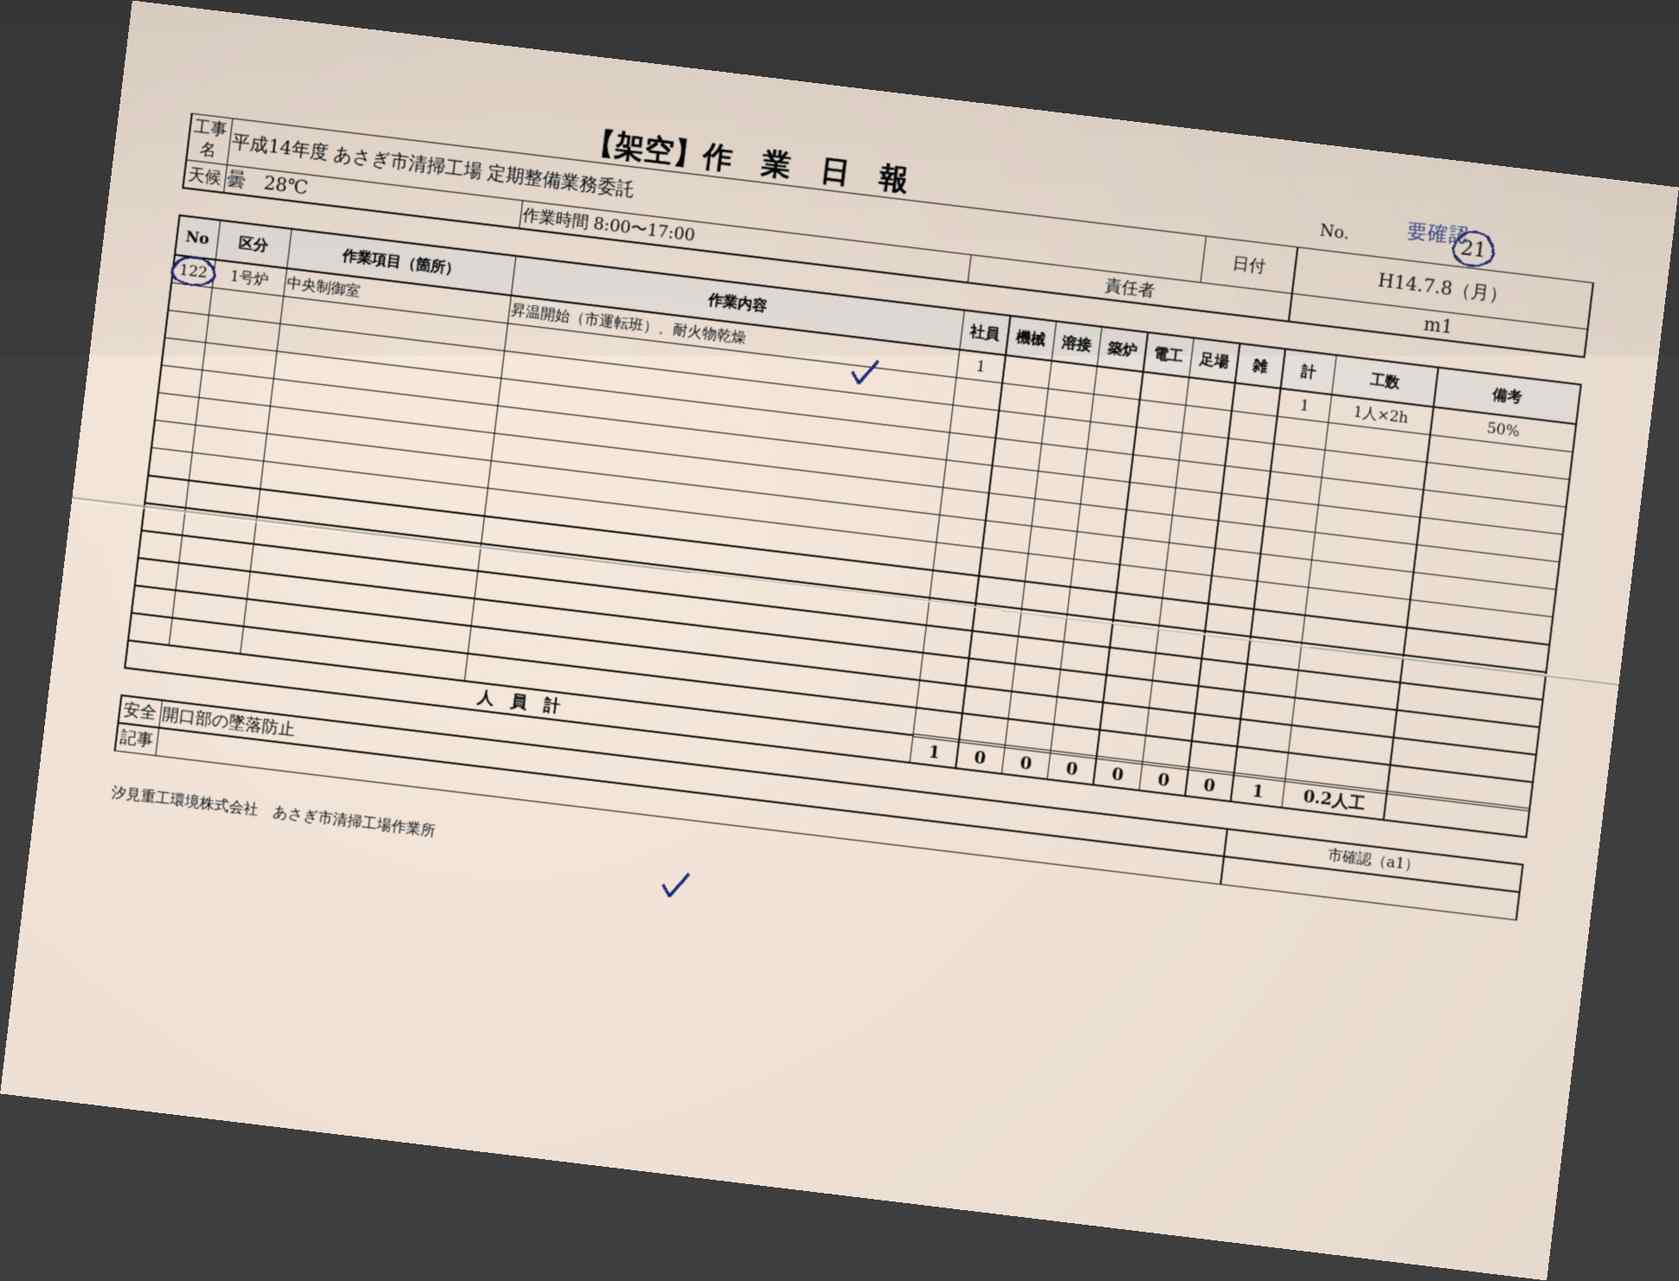 【架空】作 業 日 報
No. 要確認 21
工事名 平成14年度 あさぎ市清掃工場 定期整備業務委託 日付 H14.7.8（月）
天候 曇 28℃ 作業時間 8:00〜17:00 責任者 m1
No 区分 作業項目（箇所） 作業内容 社員 機械 溶接 築炉 電工 足場 雑 計 工数 備考
122 1号炉 中央制御室 昇温開始（市運転班）、耐火物乾燥 1 1 1人×2h 50%
人 員 計 1 0 0 0 0 0 0 1 0.2人工
安全 開口部の墜落防止 市確認（a1）
記事
汐見重工環境株式会社 あさぎ市清掃工場作業所